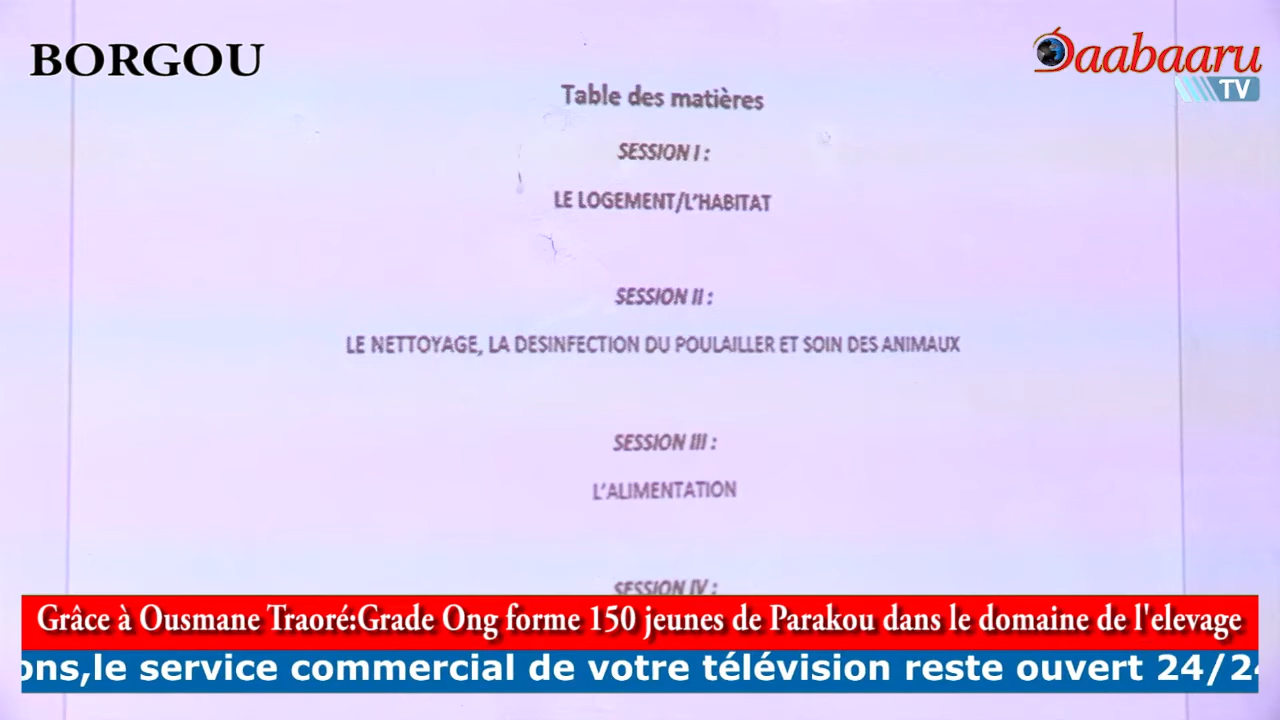 BORGOU
Daabaaru
TV
Table des matières
SESSION I :
LE LOGEMENT/L'HABITAT
SESSION II :
LE NETTOYAGE, LA DESINFECTION DU POULAILLER ET SOIN DES ANIMAUX
SESSION III :
L'ALIMENTATION
SESSION IV :
Grâce à Ousmane Traoré:Grade Ong forme 150 jeunes de Parakou dans le domaine de l'elevage
ons,le service commercial de votre télévision reste ouvert 24/24